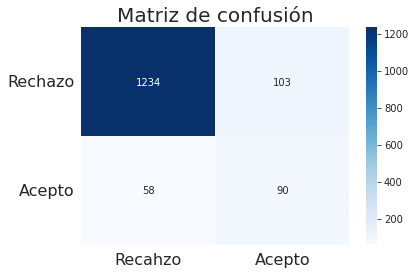 Matriz de confusión
Rechazo 1234 103
Acepto 58 90
Recahzo Acepto
1200
1000
800
600
400
200